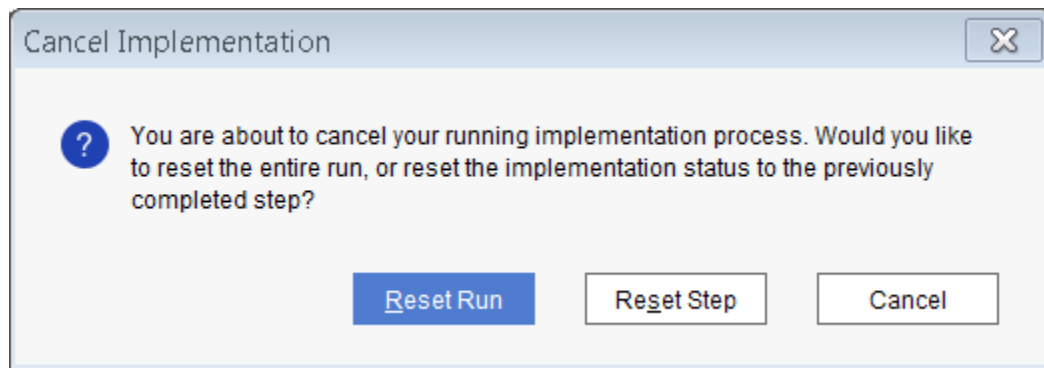 Cancel Implementation
You are about to cancel your running implementation process. Would you like
to reset the entire run, or reset the implementation status to the previously
completed step?
Reset Run Reset Step Cancel